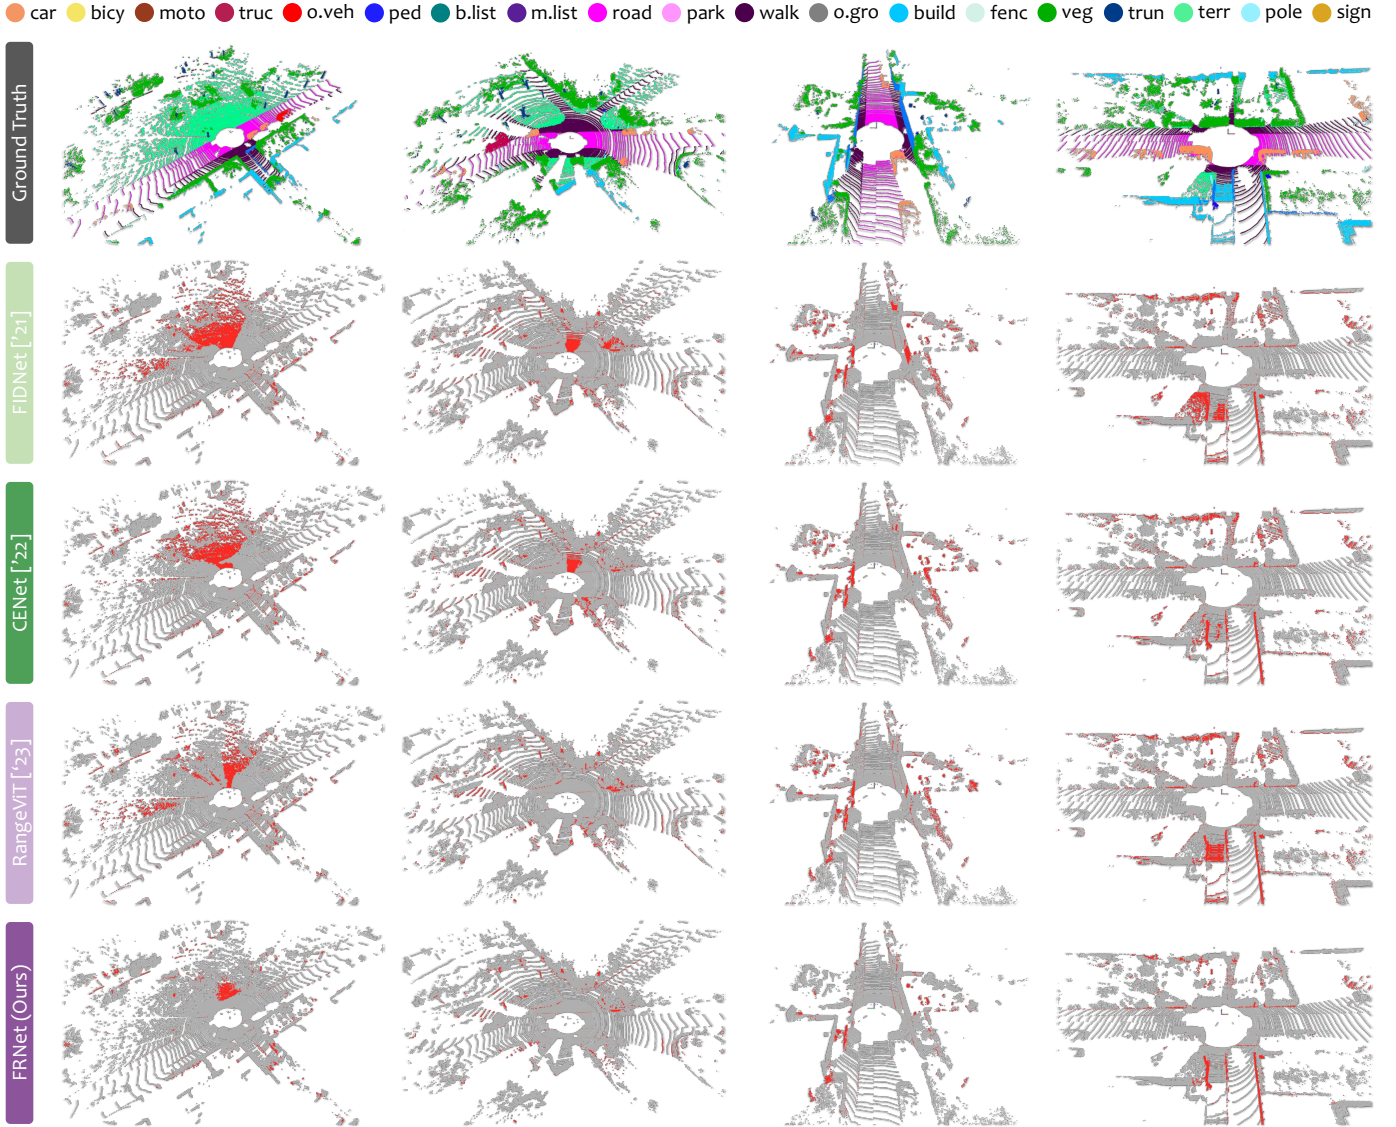 car bicy moto truc o.veh ped b.list m.list road park walk o.gro build fenc veg trun terr pole sign
Ground Truth
FIDNet ['21]
CENet ['22]
RangeViT ['23]
FRNet (Ours)